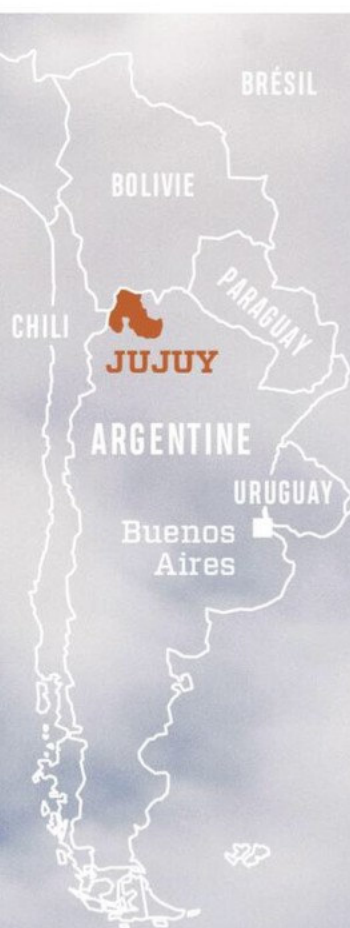 BRÉSIL
BOLIVIE
PARAGUAY
CHILI
JUJUY
ARGENTINE
URUGUAY
Buenos
Aires